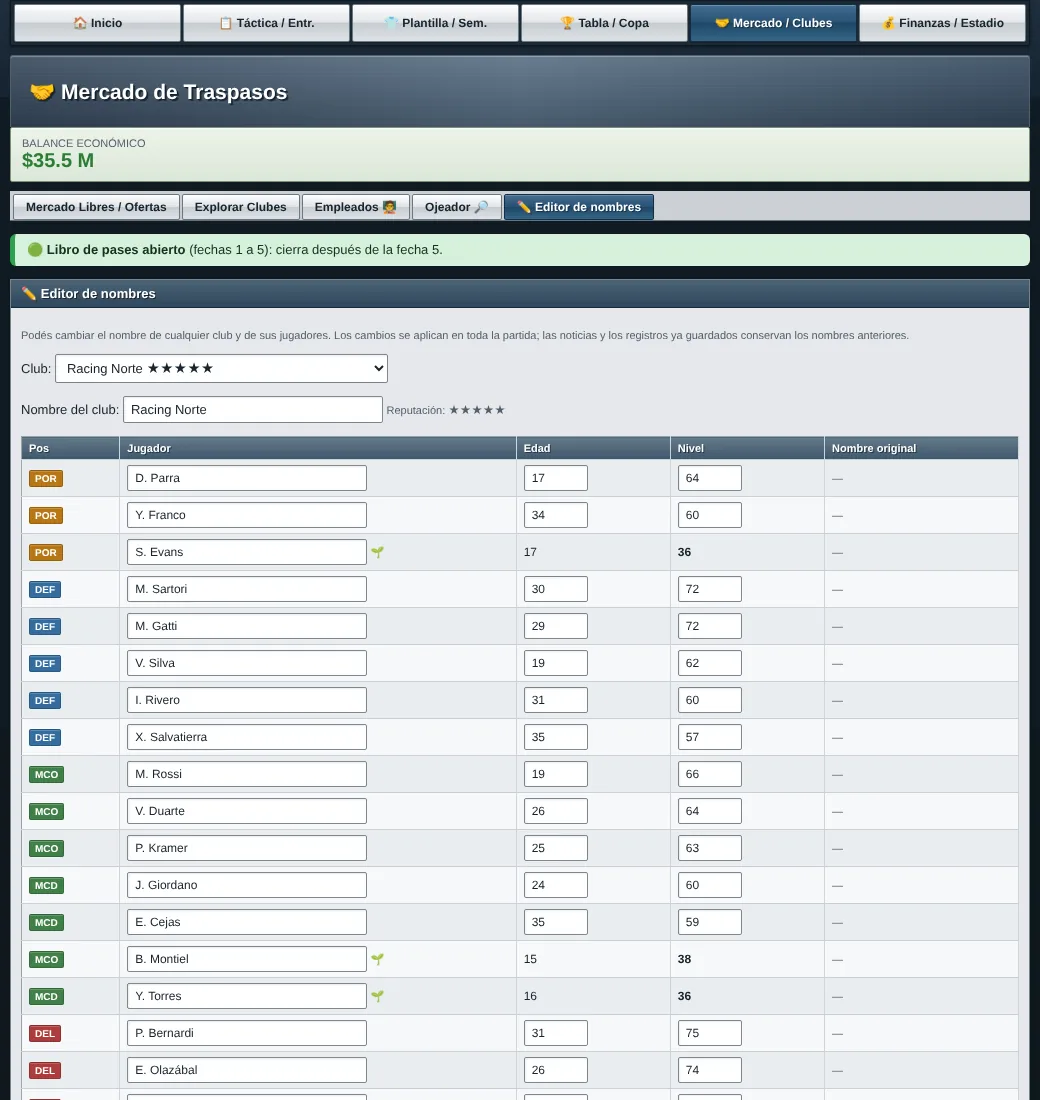 🏠 Inicio
📋 Táctica / Entr.
👕 Plantilla / Sem.
🏆 Tabla / Copa
🤝 Mercado / Clubes
💰 Finanzas / Estadio
🤝 Mercado de Traspasos
BALANCE ECONÓMICO
$35.5 M
Mercado Libres / Ofertas
Explorar Clubes
Empleados 🧑‍🏫
Ojeador 🔎
✏️ Editor de nombres
🟢 Libro de pases abierto (fechas 1 a 5): cierra después de la fecha 5.
✏️ Editor de nombres
Podés cambiar el nombre de cualquier club y de sus jugadores. Los cambios se aplican en toda la partida; las noticias y los registros ya guardados conservan los nombres anteriores.
Club: Racing Norte ★★★★★
Nombre del club: Racing Norte Reputación: ★★★★★
Pos Jugador Edad Nivel Nombre original
POR D. Parra 17 64 —
POR Y. Franco 34 60 —
POR S. Evans 🌱 17 36 —
DEF M. Sartori 30 72 —
DEF M. Gatti 29 72 —
DEF V. Silva 19 62 —
DEF I. Rivero 31 60 —
DEF X. Salvatierra 35 57 —
MCO M. Rossi 19 66 —
MCO V. Duarte 26 64 —
MCO P. Kramer 25 63 —
MCD J. Giordano 24 60 —
MCD E. Cejas 35 59 —
MCO B. Montiel 🌱 15 38 —
MCD Y. Torres 🌱 16 36 —
DEL P. Bernardi 31 75 —
DEL E. Olazábal 26 74 —